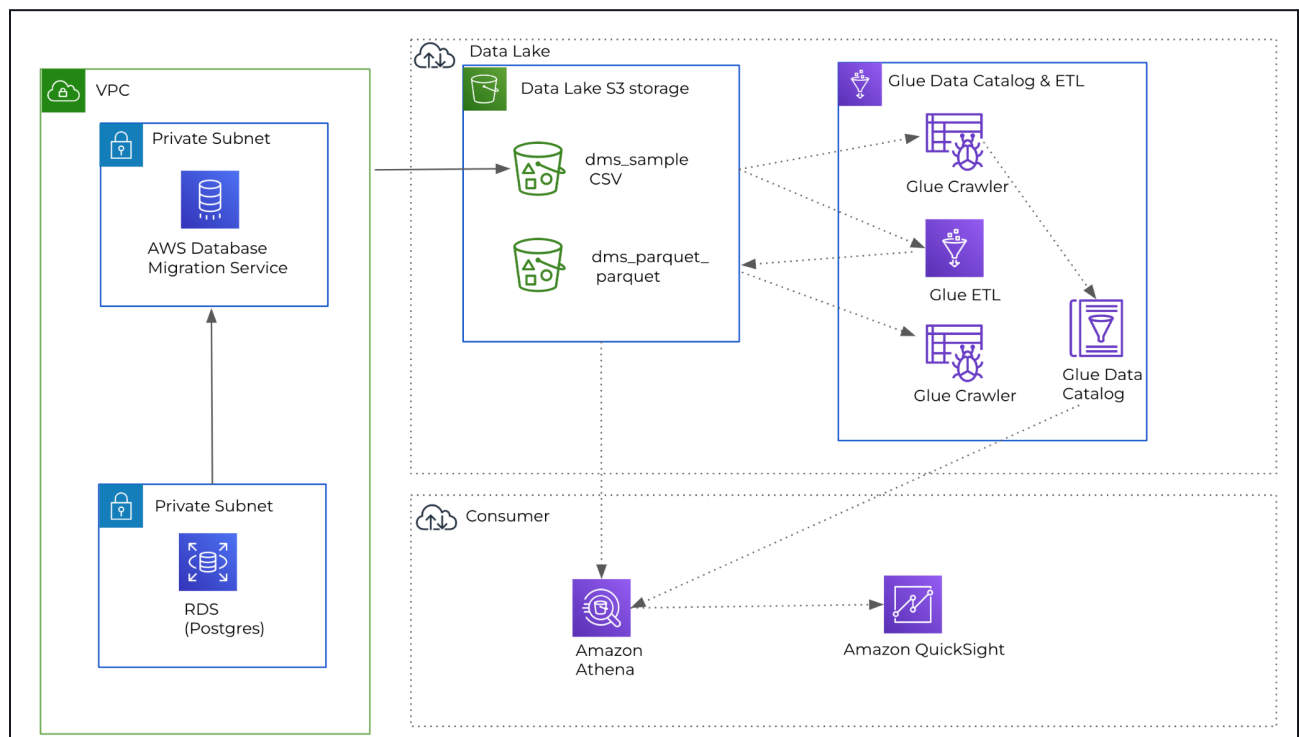 VPC
Private Subnet
AWS Database
Migration Service
Private Subnet
RDS
(Postgres)
Data Lake
Data Lake S3 storage
dms_sample
CSV
dms_parquet_
parquet
Glue Data Catalog & ETL
Glue Crawler
Glue ETL
Glue Crawler
Glue Data
Catalog
Consumer
Amazon
Athena
Amazon QuickSight